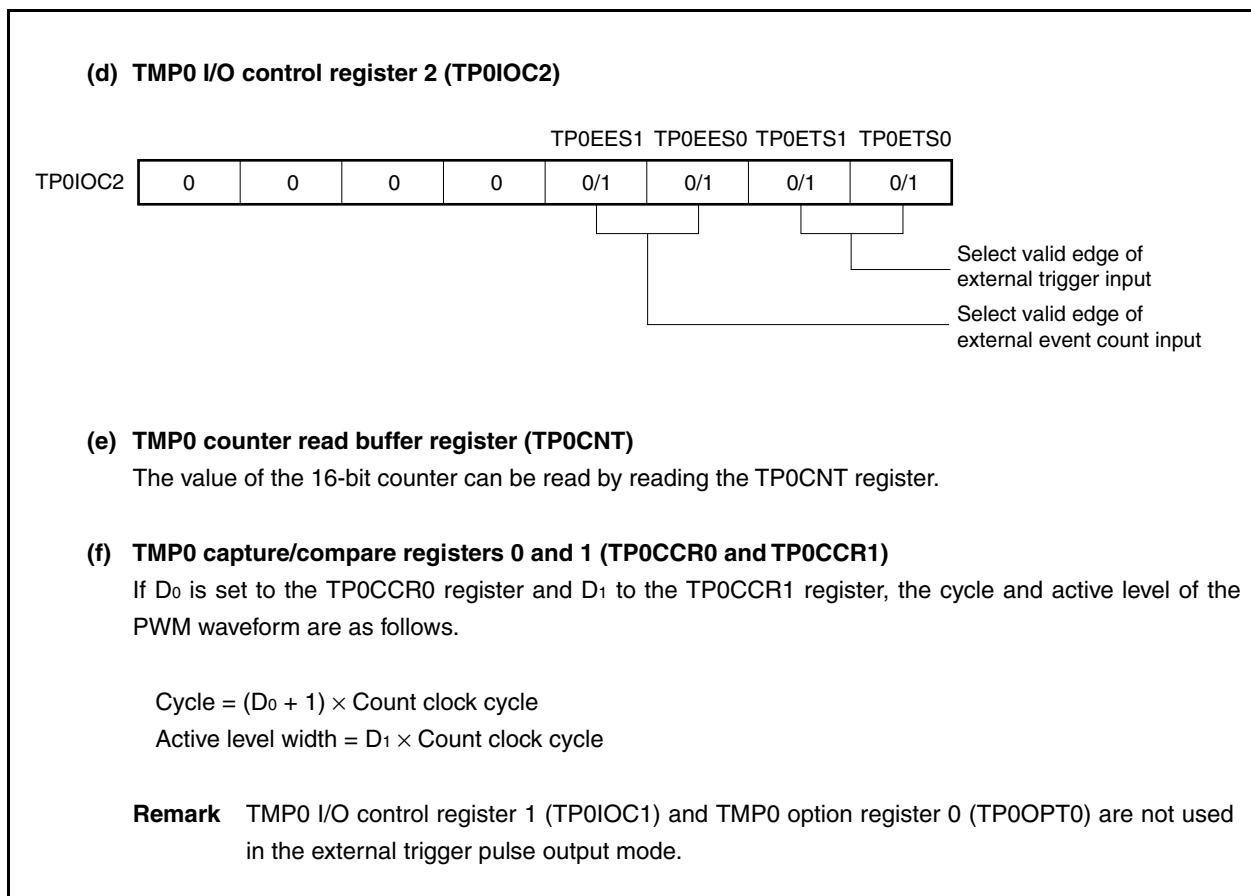 (d) TMP0 I/O control register 2 (TP0IOC2)
TP0EES1 TP0EES0 TP0ETS1 TP0ETS0
TP0IOC2 0 0 0 0 0/1 0/1 0/1 0/1
Select valid edge of
external trigger input
Select valid edge of
external event count input
(e) TMP0 counter read buffer register (TP0CNT)
The value of the 16-bit counter can be read by reading the TP0CNT register.
(f) TMP0 capture/compare registers 0 and 1 (TP0CCR0 and TP0CCR1)
If D0 is set to the TP0CCR0 register and D1 to the TP0CCR1 register, the cycle and active level of the
PWM waveform are as follows.
Cycle = (D0 + 1) × Count clock cycle
Active level width = D1 × Count clock cycle
Remark TMP0 I/O control register 1 (TP0IOC1) and TMP0 option register 0 (TP0OPT0) are not used
in the external trigger pulse output mode.